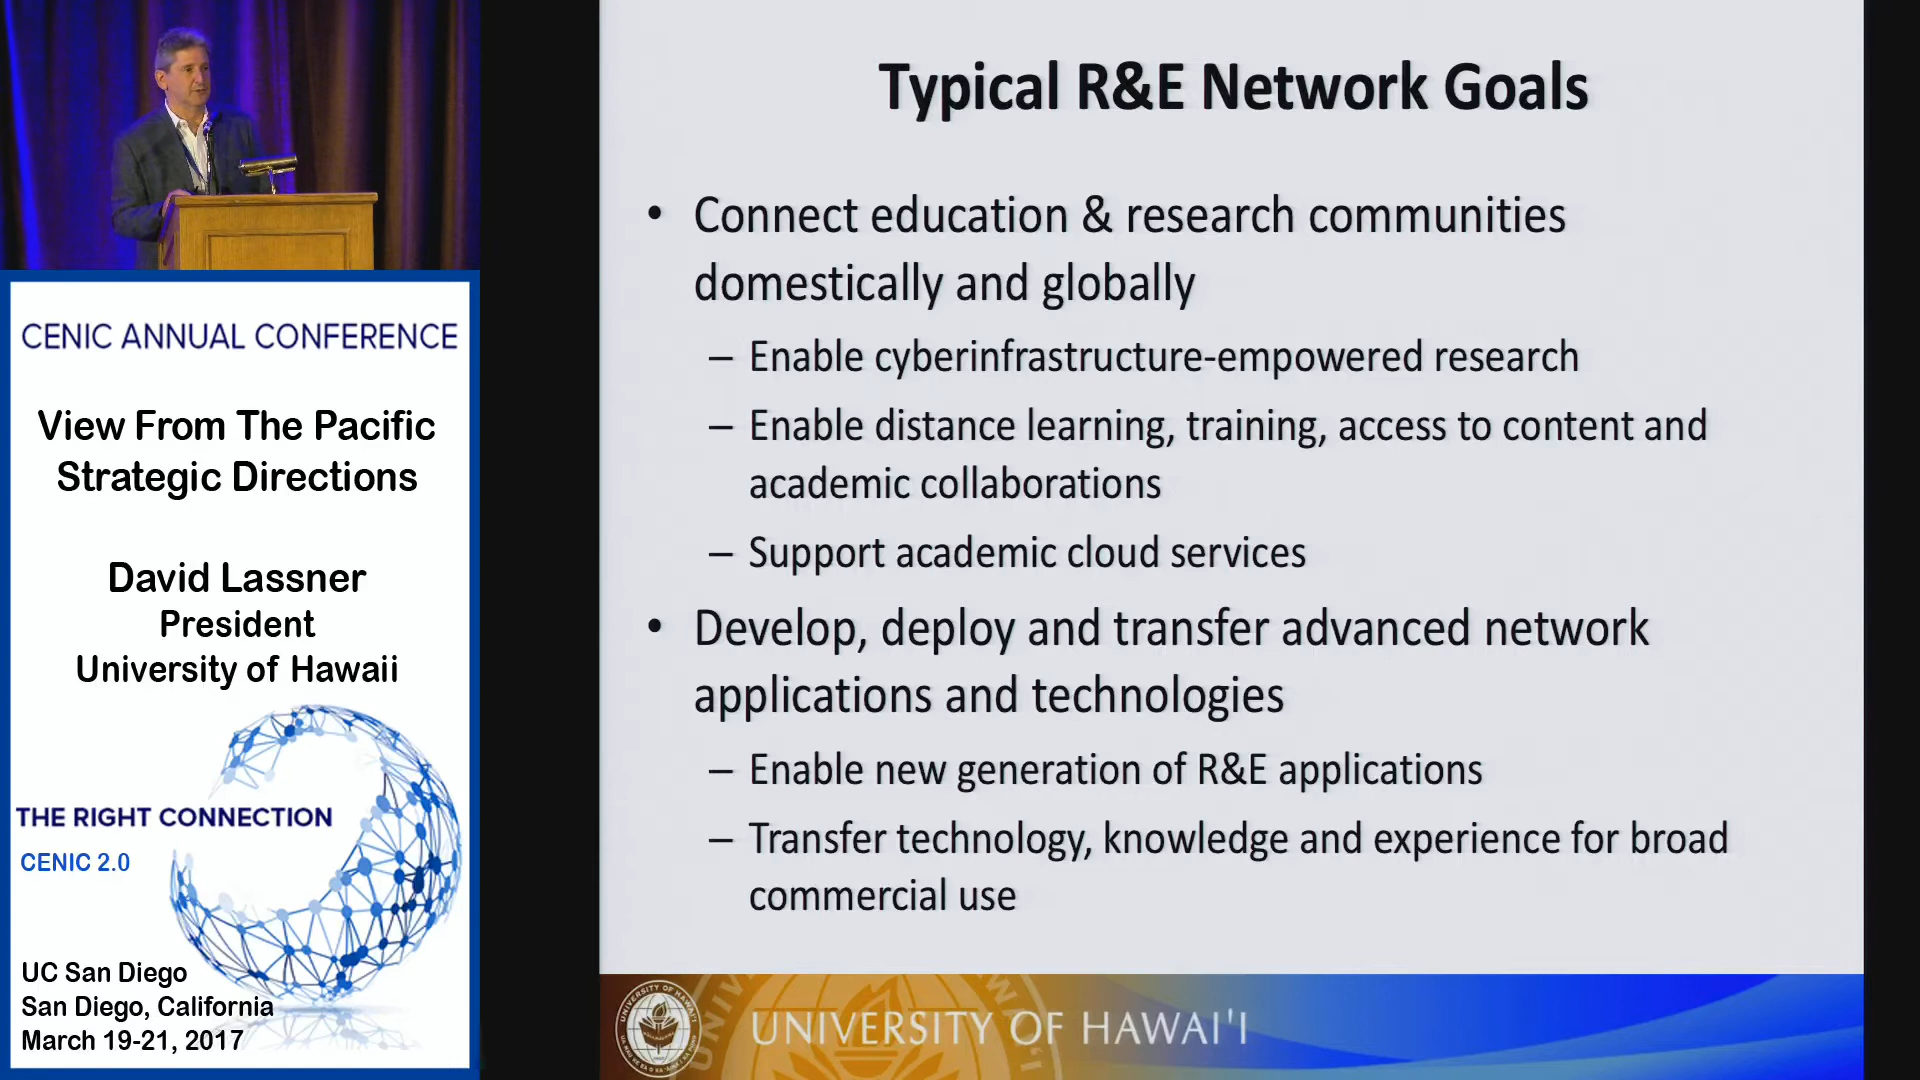 CENIC ANNUAL CONFERENCE
View From The Pacific
Strategic Directions
David Lassner
President
University of Hawaii
THE RIGHT CONNECTION
CENIC 2.0
UC San Diego
San Diego, California
March 19-21, 2017
Typical R&E Network Goals
• Connect education & research communities
domestically and globally
– Enable cyberinfrastructure-empowered research
– Enable distance learning, training, access to content and
academic collaborations
– Support academic cloud services
• Develop, deploy and transfer advanced network
applications and technologies
– Enable new generation of R&E applications
– Transfer technology, knowledge and experience for broad
commercial use
UNIVERSITY OF HAWAI'I